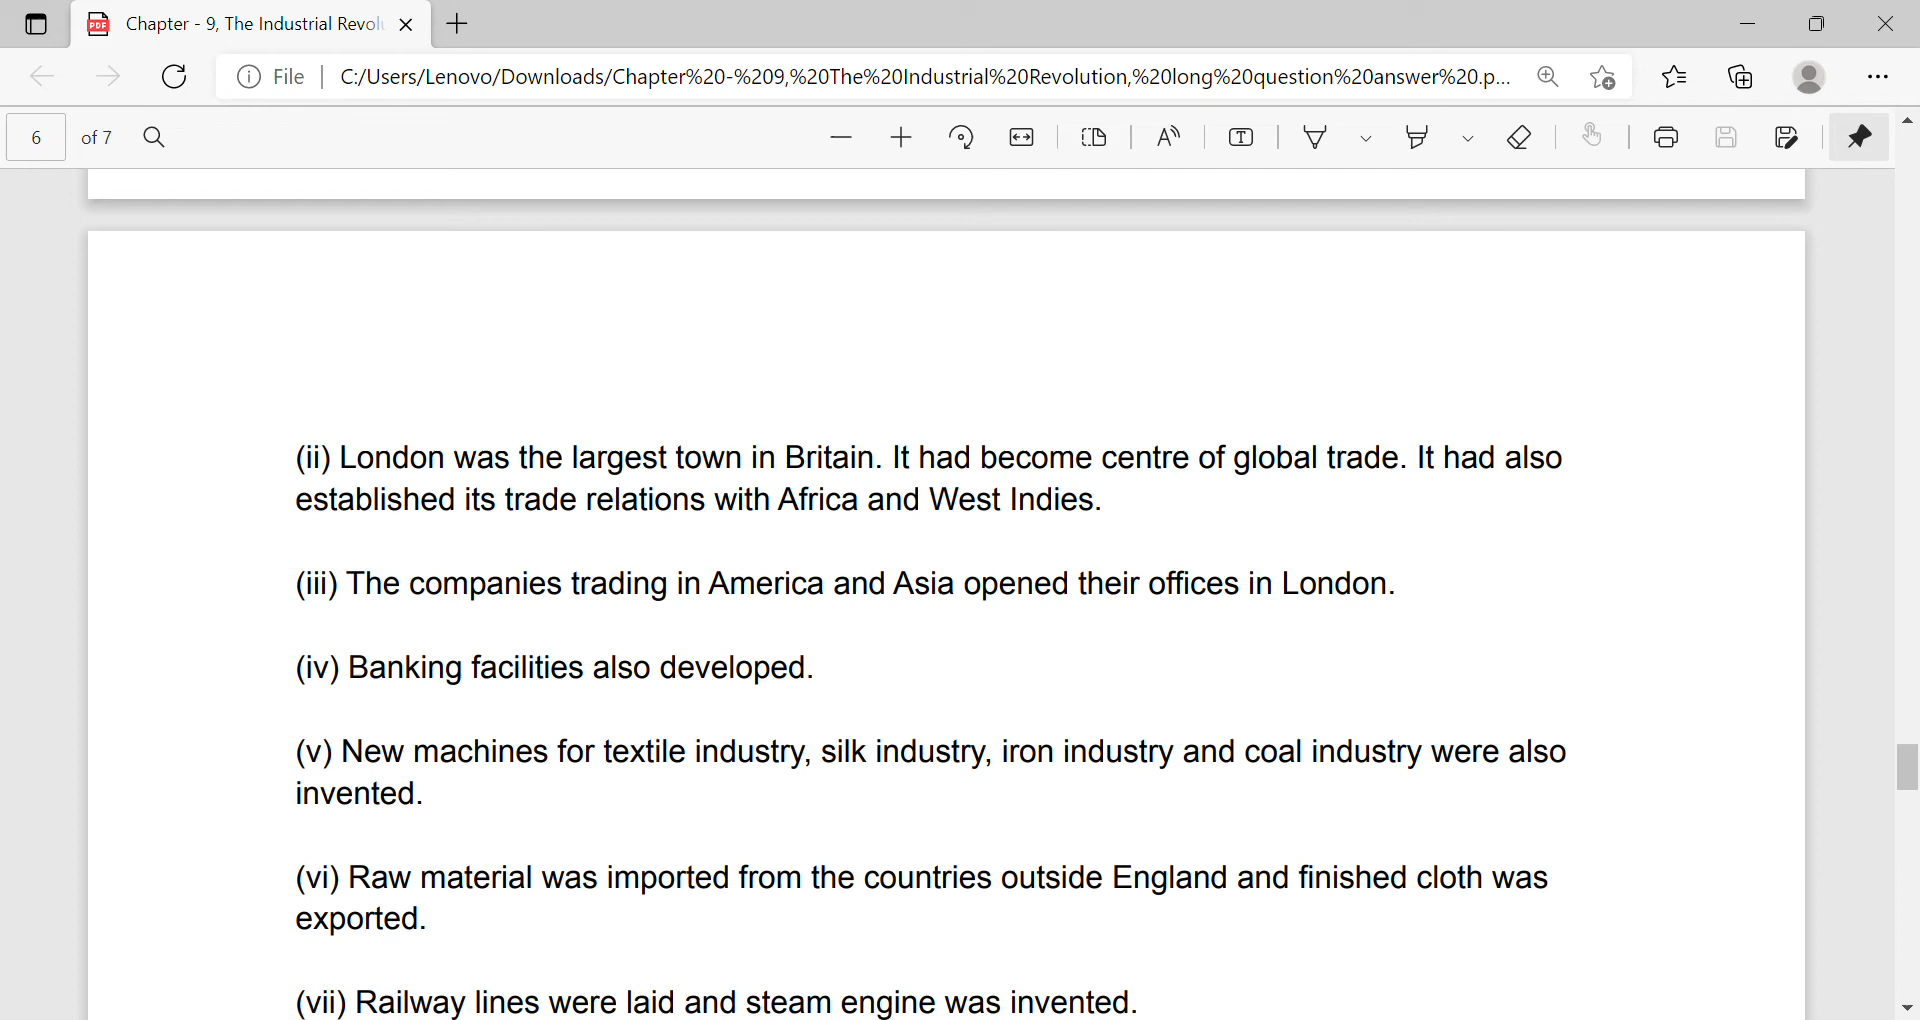 Chapter - 9, The Industrial Revol
File
C:/Users/Lenovo/Downloads/Chapter%20-%209,%20The%20Industrial%20Revolution,%20long%20question%20answer%20.p...
6 of 7
(ii) London was the largest town in Britain. It had become centre of global trade. It had also
established its trade relations with Africa and West Indies.
(iii) The companies trading in America and Asia opened their offices in London.
(iv) Banking facilities also developed.
(v) New machines for textile industry, silk industry, iron industry and coal industry were also
invented.
(vi) Raw material was imported from the countries outside England and finished cloth was
exported.
(vii) Railway lines were laid and steam engine was invented.